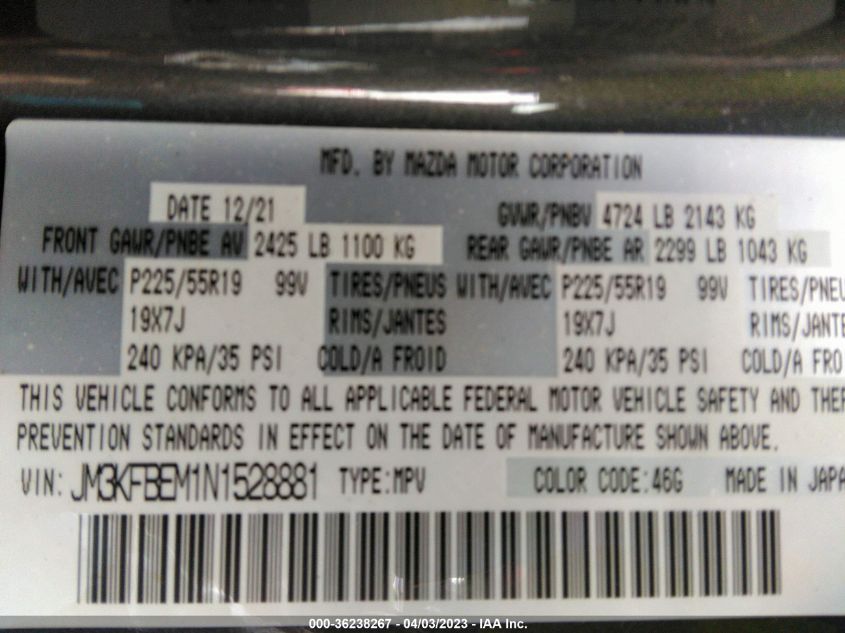 MFD. BY MAZDA MOTOR CORPORATION
DATE 12/21 GVWR/PNBV 4724 LB 2143 KG
FRONT GAWR/PNBE AV 2425 LB 1100 KG REAR GAWR/PNBE AR 2299 LB 1043 KG
WITH/AVEC P225/55R19 99V TIRES/PNEUS WITH/AVEC P225/55R19 99V TIRES/PNEU
19X7J RIMS/JANTES 19X7J RIMS/JANTE
240 KPA/35 PSI COLD/A FROID 240 KPA/35 PSI COLD/A FRO
THIS VEHICLE CONFORMS TO ALL APPLICABLE FEDERAL MOTOR VEHICLE SAFETY AND THEF
PREVENTION STANDARDS IN EFFECT ON THE DATE OF MANUFACTURE SHOWN ABOVE.
VIN: JM3KFBEM1N1528881 TYPE:MPV COLOR CODE:46G MADE IN JAPA
000-36238267 - 04/03/2023 - IAA Inc.